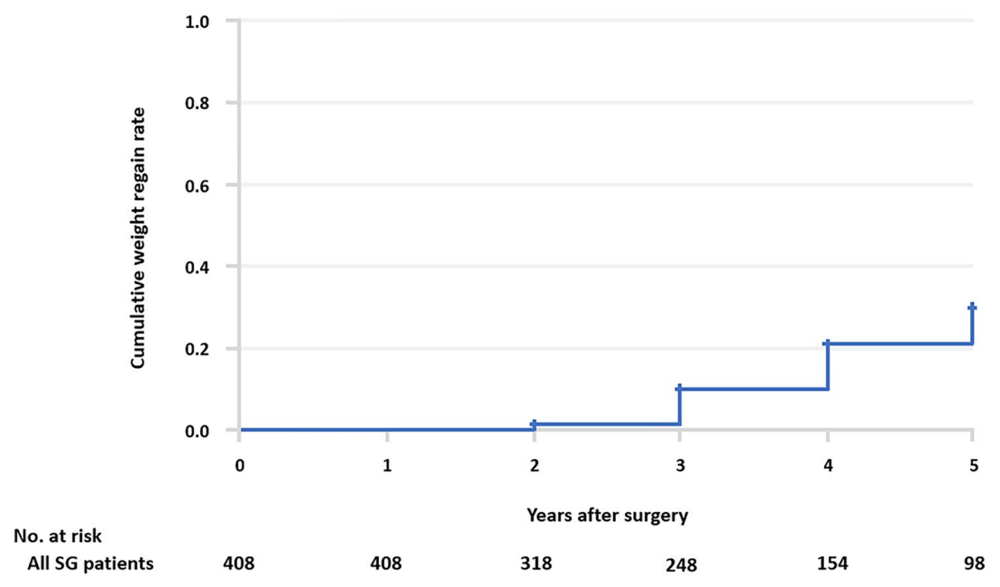 1.0
0.8
0.6
0.4
0.2
0.0
Cumulative weight regain rate
0 1 2 3 4 5
Years after surgery
No. at risk
All SG patients 408 408 318 248 154 98